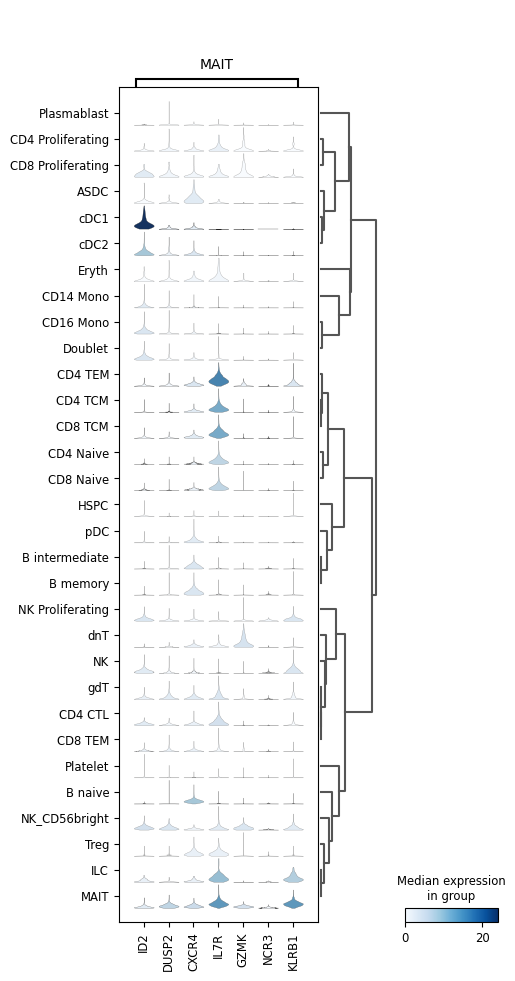 MAIT
Plasmablast
CD4 Proliferating
CD8 Proliferating
ASDC
cDC1
cDC2
Eryth
CD14 Mono
CD16 Mono
Doublet
CD4 TEM
CD4 TCM
CD8 TCM
CD4 Naive
CD8 Naive
HSPC
pDC
B intermediate
B memory
NK Proliferating
dnT
NK
gdT
CD4 CTL
CD8 TEM
Platelet
B naive
NK_CD56bright
Treg
ILC
MAIT
ID2
DUSP2
CXCR4
IL7R
GZMK
NCR3
KLRB1
Median expression
in group
0 20